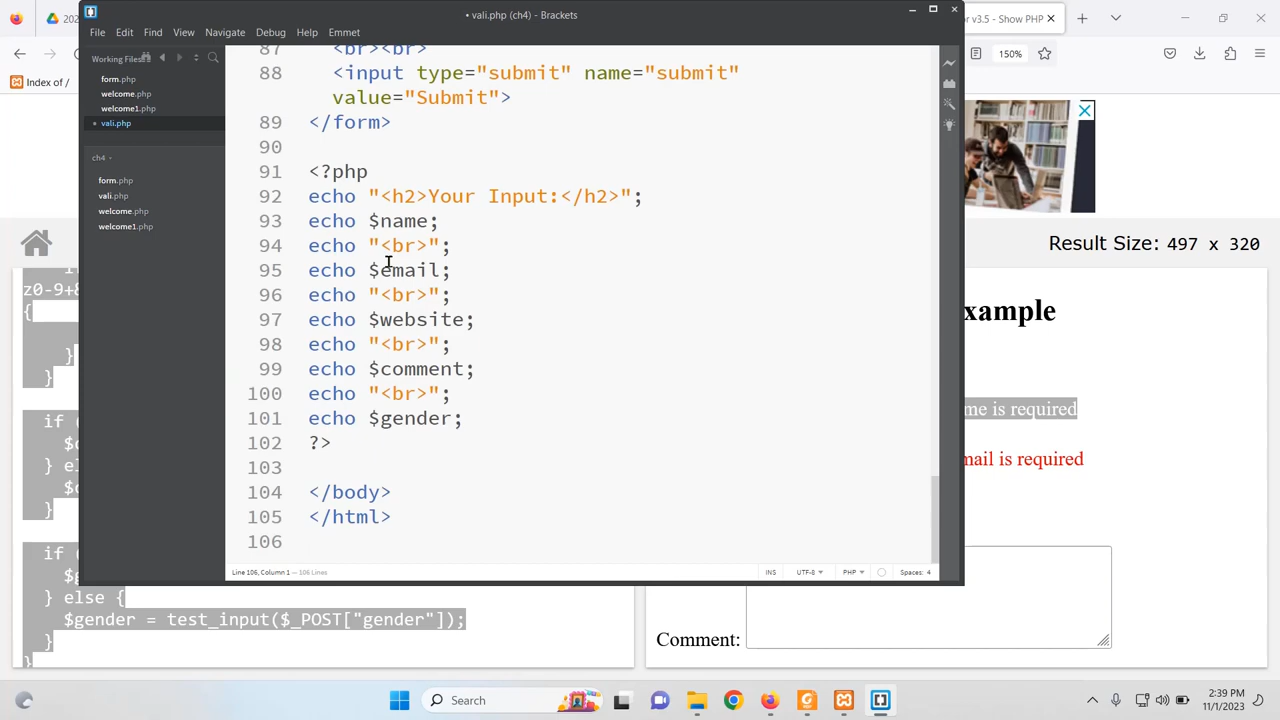 • vali.php (ch4) - Brackets
202
or v3.5 - Show PHP
File Edit Find View Navigate Debug Help Emmet
150%
Index of /
Working Files
form.php
welcome.php
welcome1.php
• vali.php
ch4
form.php
vali.php
welcome.php
welcome1.php
87 <br><br>
88 <input type="submit" name="submit"
value="Submit">
89 </form>
90
91 <?php
92 echo "<h2>Your Input:</h2>";
93 echo $name;
94 echo "<br>";
95 echo $email;
96 echo "<br>";
97 echo $website;
98 echo "<br>";
99 echo $comment;
100 echo "<br>";
101 echo $gender;
102 ?>
103
104 </body>
105 </html>
106
Line 106, Column 1 — 106 Lines
INS UTF-8 PHP Spaces: 4
Result Size: 497 x 320
xample
me is required
mail is required
Comment:
z0-9+&
{
}
}
if (
$c
} el
$c
}
if (
$g
} else {
$gender = test_input($_POST["gender"]);
}
}
Search
2:39 PM
11/1/2023